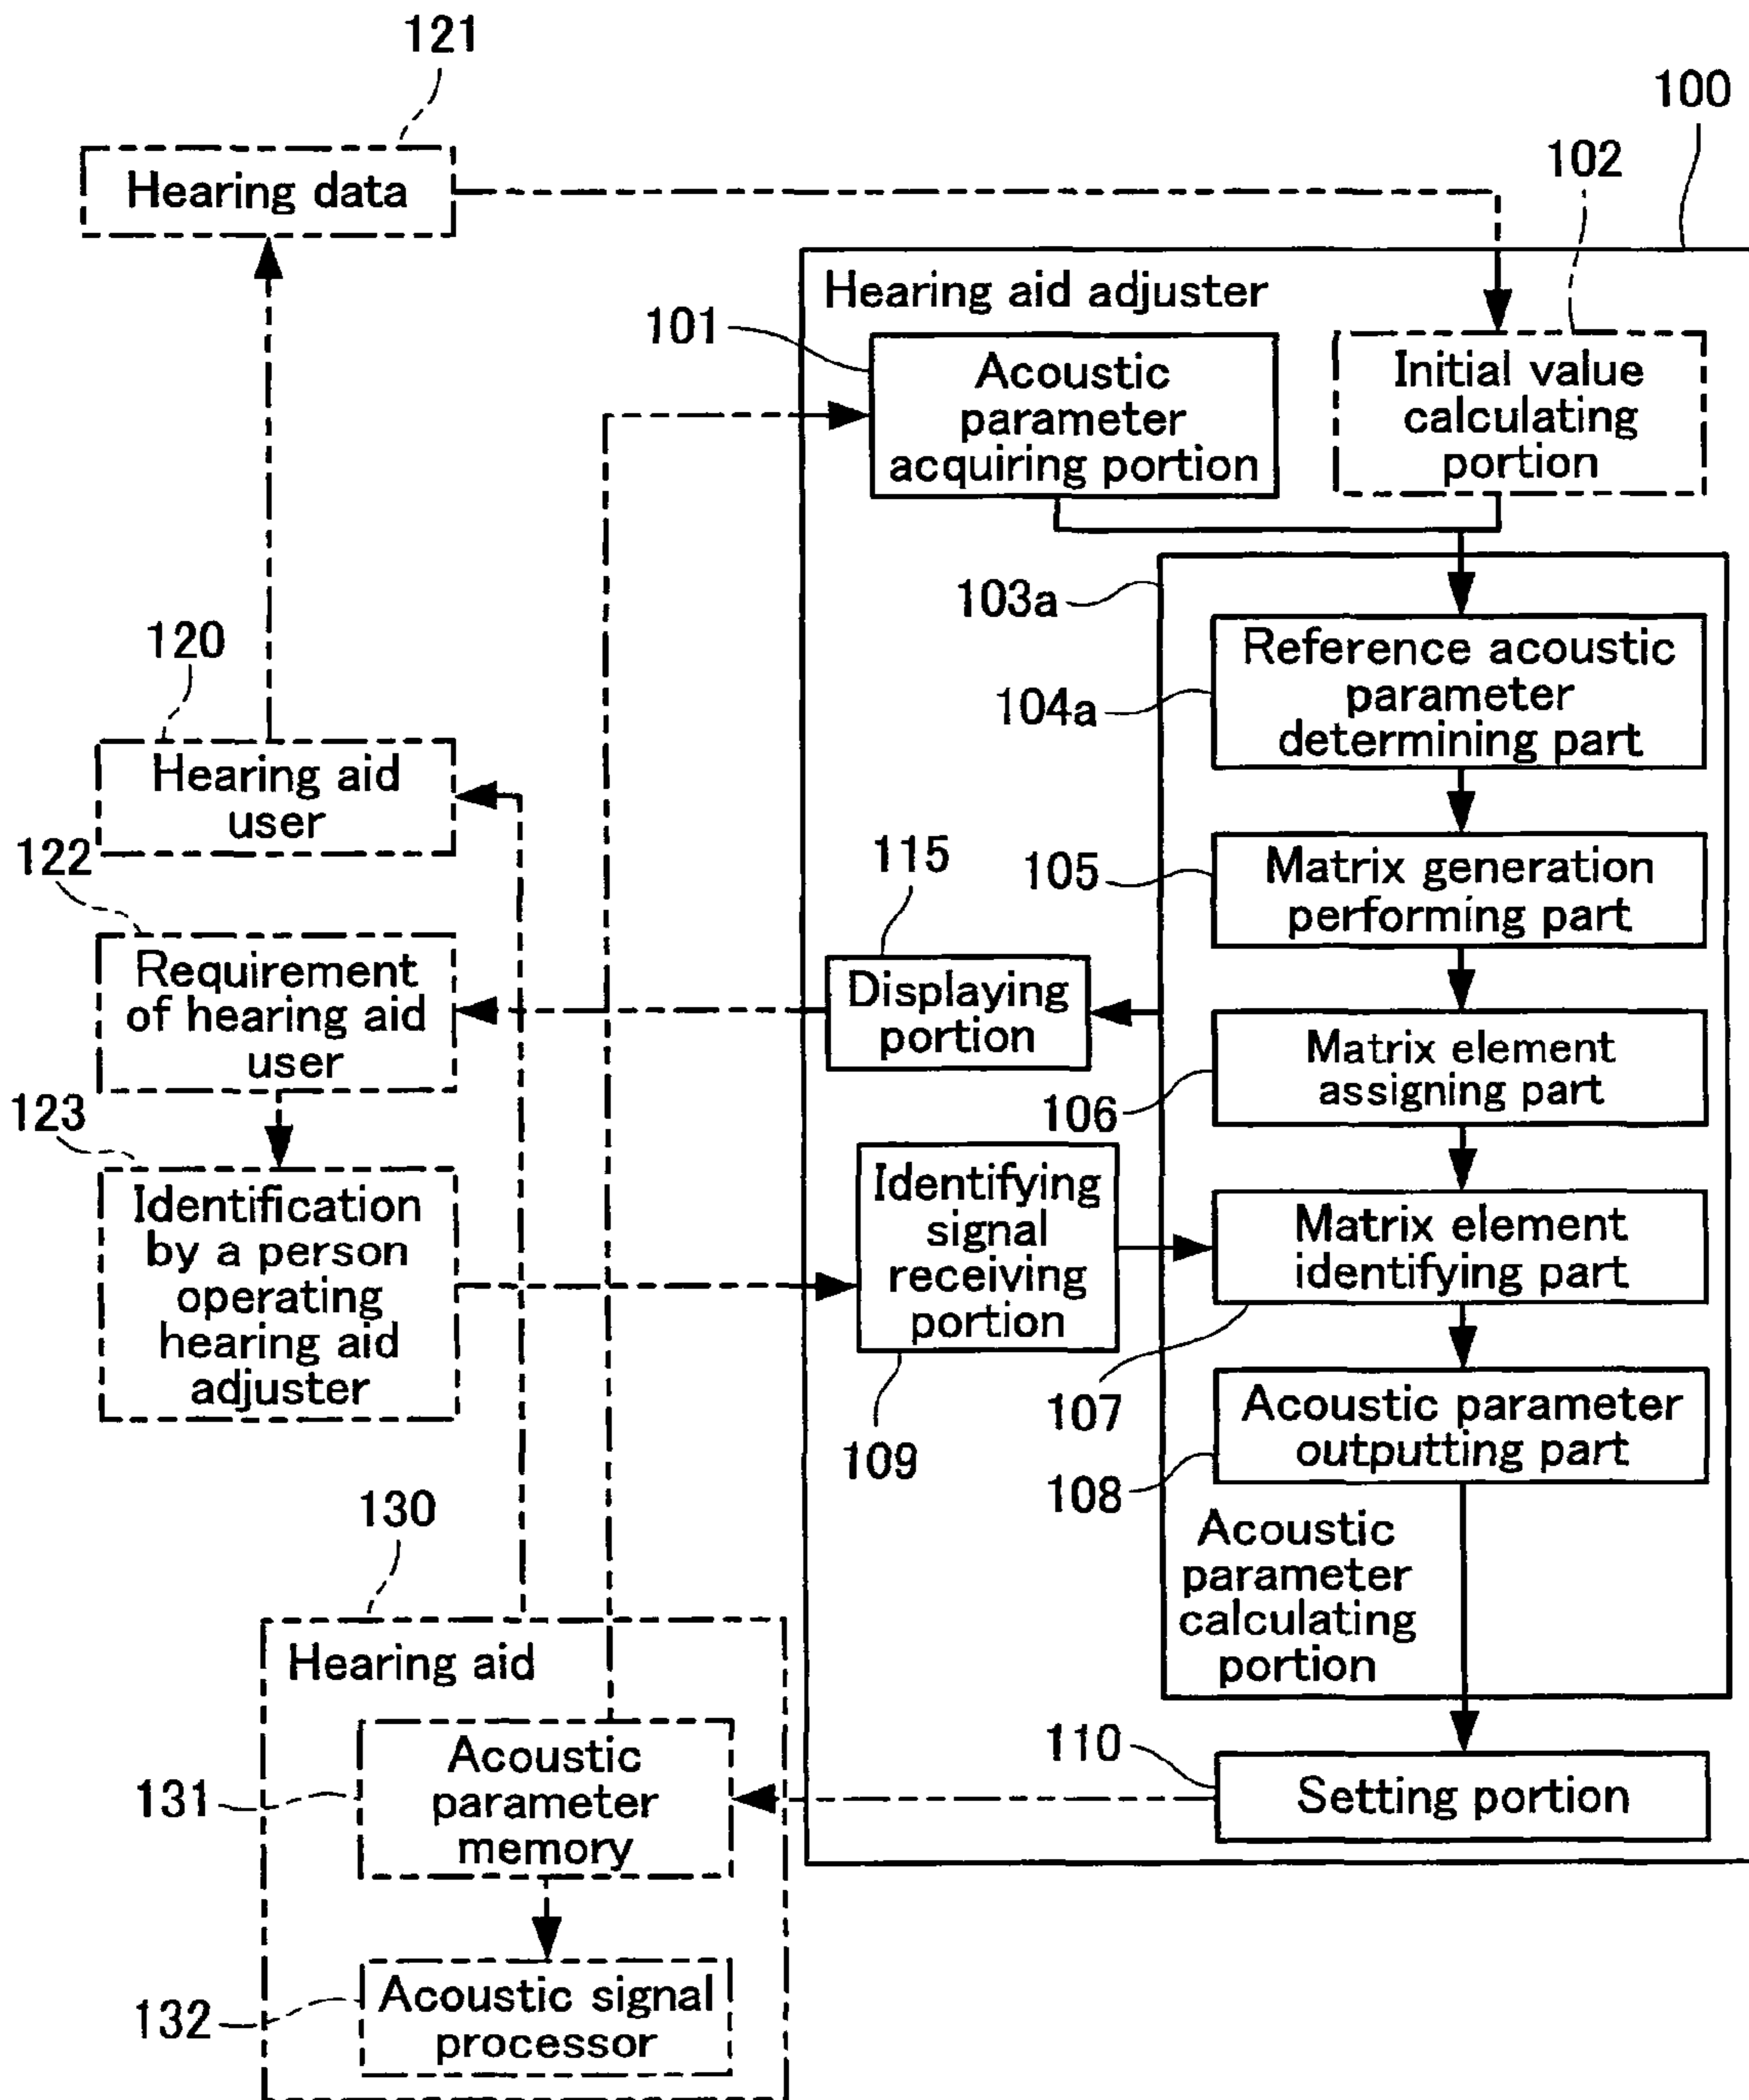 121
100
102
Hearing data
Hearing aid adjuster
101
Acoustic
parameter
acquiring portion
Initial value
calculating
portion
103a
120
Reference acoustic
parameter
determining part
104a
Hearing aid
user
122
115
105
Matrix generation
performing part
Requirement
of hearing aid
user
Displaying
portion
Matrix element
assigning part
106
123
Identification
by a person
operating
hearing aid
adjuster
Identifying
signal
receiving
portion
Matrix element
identifying part
107
109
Acoustic parameter
outputting part
108
130
Acoustic
parameter
calculating
portion
Hearing aid
110
Acoustic
parameter
memory
131
Setting portion
Acoustic signal
processor
132